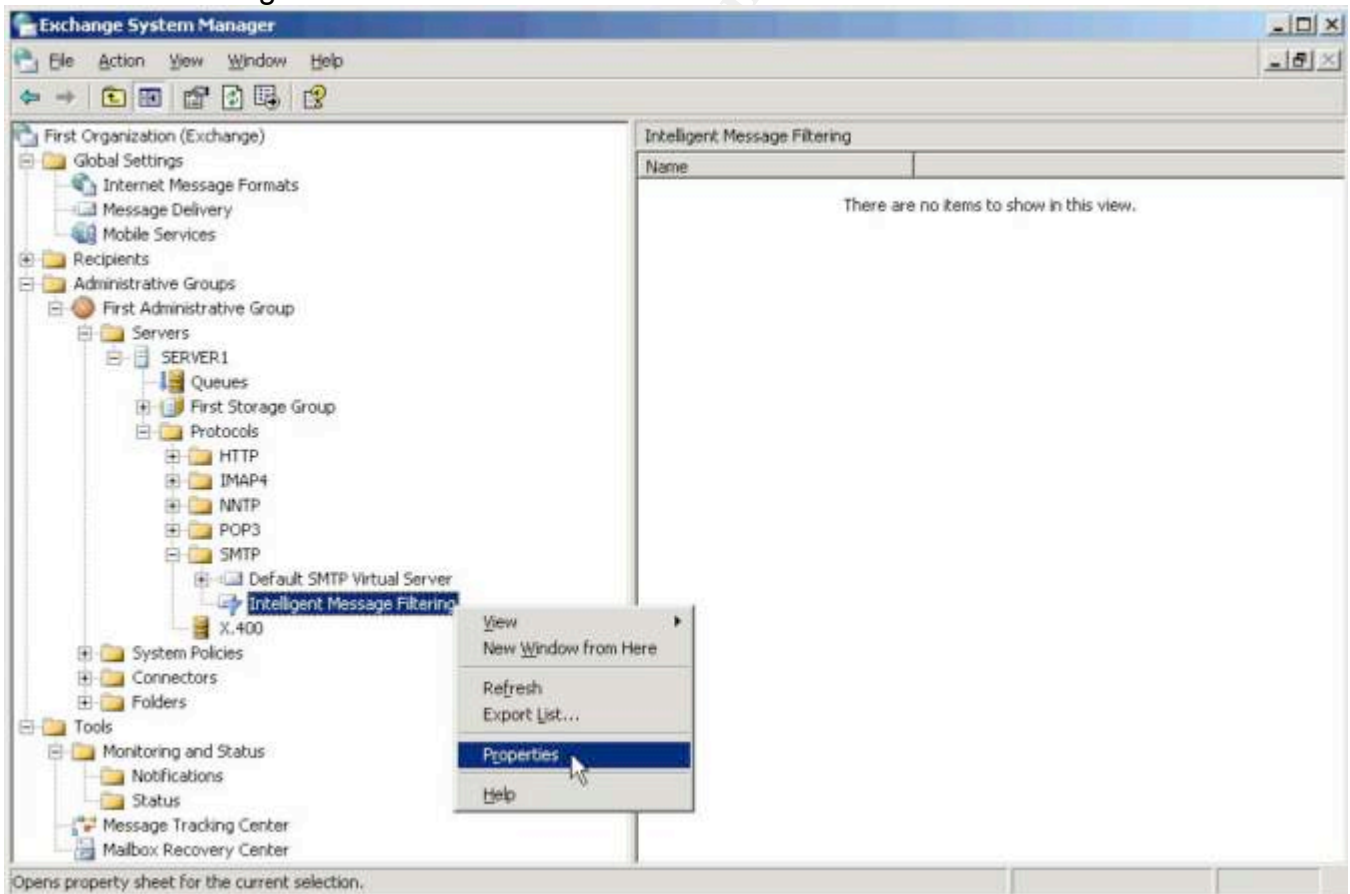 Exchange System Manager
File Action View Window Help
First Organization (Exchange)
Global Settings
Internet Message Formats
Message Delivery
Mobile Services
Recipients
Administrative Groups
First Administrative Group
Servers
SERVER1
Queues
First Storage Group
Protocols
HTTP
IMAP4
NNTP
POP3
SMTP
Default SMTP Virtual Server
Intelligent Message Filtering
X.400
System Policies
Connectors
Folders
Tools
Monitoring and Status
Notifications
Status
Message Tracking Center
Mailbox Recovery Center
Intelligent Message Filtering
Name
There are no items to show in this view.
View
New Window from Here
Refresh
Export List...
Properties
Help
Opens property sheet for the current selection.